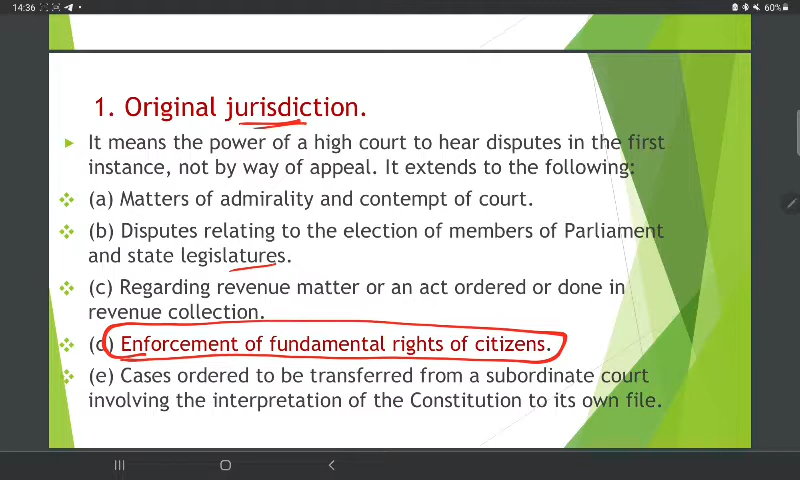 14:36
60%
1. Original jurisdiction.
It means the power of a high court to hear disputes in the first
instance, not by way of appeal. It extends to the following:
(a) Matters of admirality and contempt of court.
(b) Disputes relating to the election of members of Parliament
and state legislatures.
(c) Regarding revenue matter or an act ordered or done in
revenue collection.
(d) Enforcement of fundamental rights of citizens.
(e) Cases ordered to be transferred from a subordinate court
involving the interpretation of the Constitution to its own file.